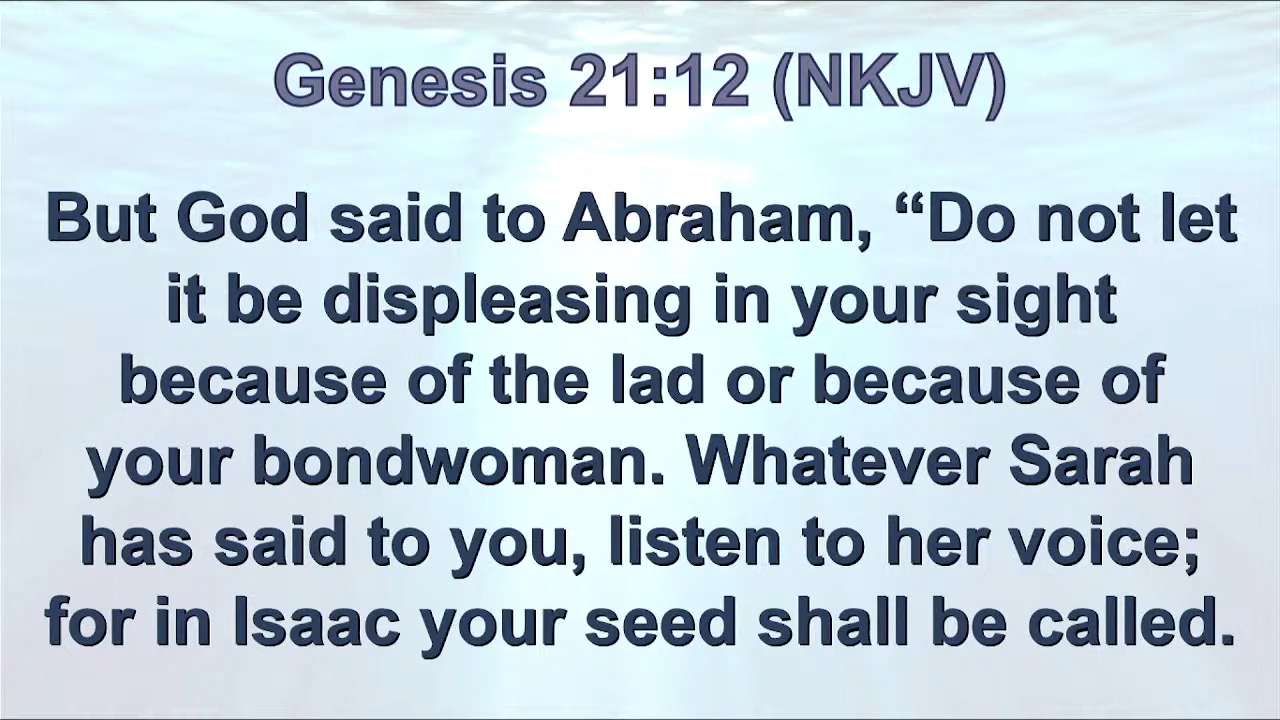 Genesis 21:12 (NKJV)
But God said to Abraham, “Do not let
it be displeasing in your sight
because of the lad or because of
your bondwoman. Whatever Sarah
has said to you, listen to her voice;
for in Isaac your seed shall be called.